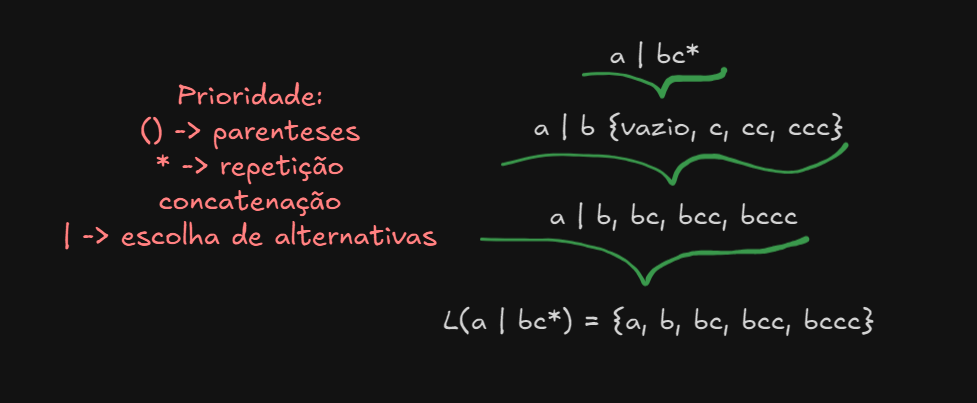 Prioridade:
() -> parenteses
* -> repetição
concatenação
| -> escolha de alternativas
a | bc*
a | b {vazio, c, cc, ccc}
a | b, bc, bcc, bccc
L(a | bc*) = {a, b, bc, bcc, bccc}